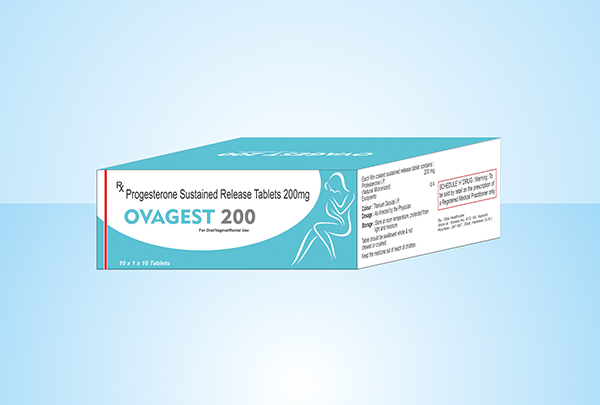 OVAGEST 200
Rx Progesterone Sustained Release Tablets 200mg
OVAGEST 200
For Oral/Vaginal/Rectal Use
10 x 1 x 10 Tablets
Each film coated sustained release tablet contains :
Progesterone I.P. 200 mg
(Natural Micronized)
Excipients q.s.
Colour : Titanium Dioxide I.P.
Dosage : As directed by the Physician.
Storage : Store at room temperature, protected from
light and moisture.
Tablet should be swallowed whole & not
chewed or crushed.
Keep the medicine out of reach of children
SCHEDULE 'H' DRUG Warning: To
be sold by retail on the prescription of
a Registered Medical Practitioner only.